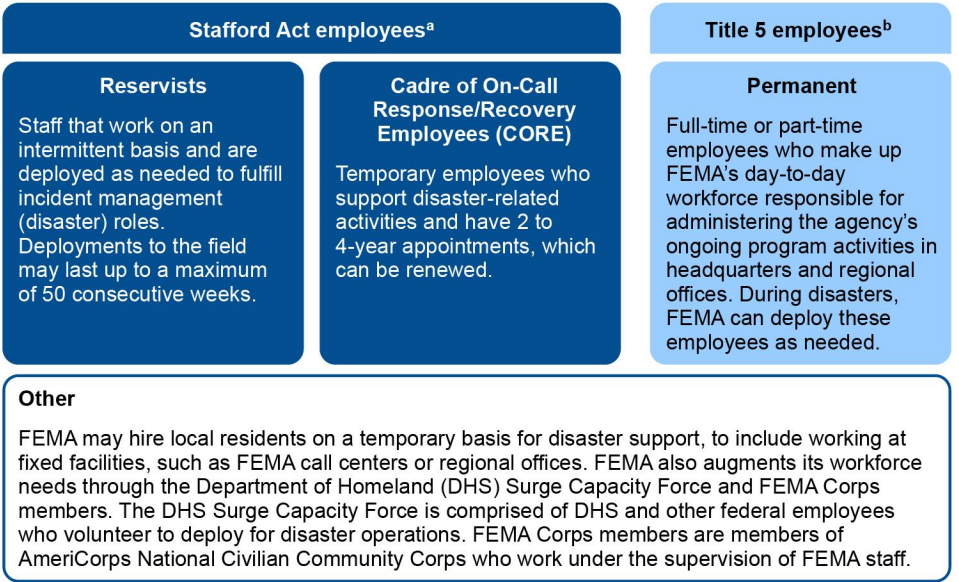 Stafford Act employeesᵃ
Title 5 employeesᵇ
Reservists
Staff that work on an
intermittent basis and are
deployed as needed to fulfill
incident management
(disaster) roles.
Deployments to the field
may last up to a maximum
of 50 consecutive weeks.
Cadre of On-Call
Response/Recovery
Employees (CORE)
Temporary employees who
support disaster-related
activities and have 2 to
4-year appointments, which
can be renewed.
Permanent
Full-time or part-time
employees who make up
FEMA’s day-to-day
workforce responsible for
administering the agency’s
ongoing program activities in
headquarters and regional
offices. During disasters,
FEMA can deploy these
employees as needed.
Other
FEMA may hire local residents on a temporary basis for disaster support, to include working at
fixed facilities, such as FEMA call centers or regional offices. FEMA also augments its workforce
needs through the Department of Homeland (DHS) Surge Capacity Force and FEMA Corps
members. The DHS Surge Capacity Force is comprised of DHS and other federal employees
who volunteer to deploy for disaster operations. FEMA Corps members are members of
AmeriCorps National Civilian Community Corps who work under the supervision of FEMA staff.